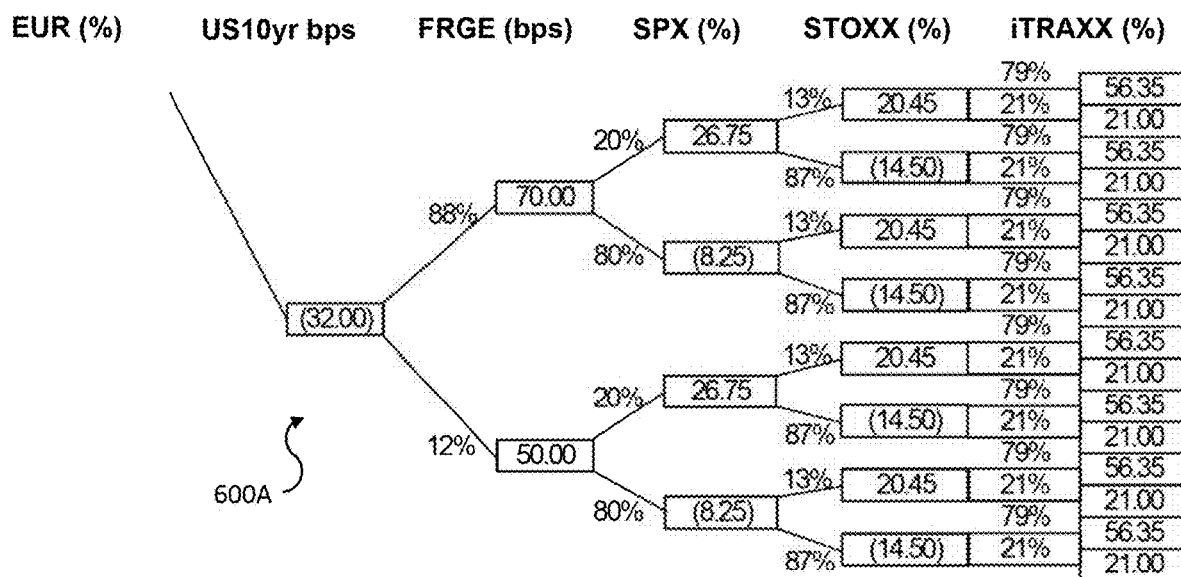 EUR (%) US10yr bps FRGE (bps) SPX (%) STOXX (%) iTRAXX (%)
79% 56.35
13% 20.45 21% 21.00
20% 26.75 79% 56.35
87% (14.50) 21% 21.00
88% 70.00 79% 56.35
13% 20.45 21% 21.00
80% (8.25) 79% 56.35
87% (14.50) 21% 21.00
(32.00) 79% 56.35
13% 20.45 21% 21.00
20% 26.75 79% 56.35
87% (14.50) 21% 21.00
12% 50.00 79% 56.35
13% 20.45 21% 21.00
600A
80% (8.25) 79% 56.35
87% (14.50) 21% 21.00